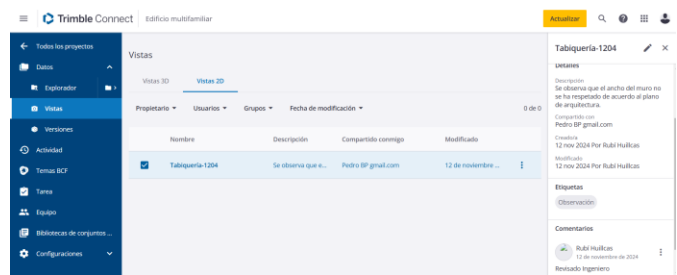 Trimble Connect Edificio multifamiliar Actualizar
Todos los proyectos
Datos
Explorador
Vistas
Versiones
Actividad
Temas BCF
Tarea
Equipo
Bibliotecas de conjuntos ...
Configuraciones
Vistas
Vistas 3D Vistas 2D
Propietario Usuarios Grupos Fecha de modificación 0 de 0
Nombre Descripción Compartido conmigo Modificado
Tabiquería-1204 Se observa que e... Pedro BP gmail.com 12 de noviembre ...
Tabiquería-1204
Detalles
Descripción
Se observa que el ancho del muro no
se ha respetado de acuerdo al plano
de arquitectura.
Compartida con
Pedro BP gmail.com
Creadora
12 nov 2024 Por Rubí Huillcas
Modificado
12 nov 2024 Por Rubí Huillcas
Etiquetas
Observación
Comentarios
Rubí Huillcas
12 de noviembre de 2024
Revisado Ingeniero